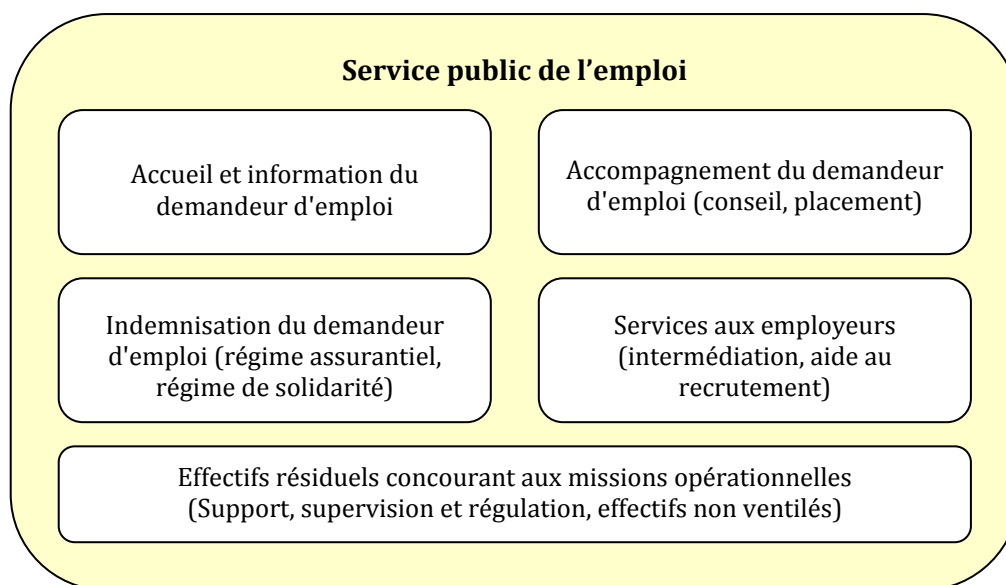 Service public de l’emploi
Accueil et information du
demandeur d'emploi
Accompagnement du demandeur
d'emploi (conseil, placement)
Indemnisation du demandeur
d'emploi (régime assurantiel,
régime de solidarité)
Services aux employeurs
(intermédiation, aide au
recrutement)
Effectifs résiduels concourant aux missions opérationnelles
(Support, supervision et régulation, effectifs non ventilés)